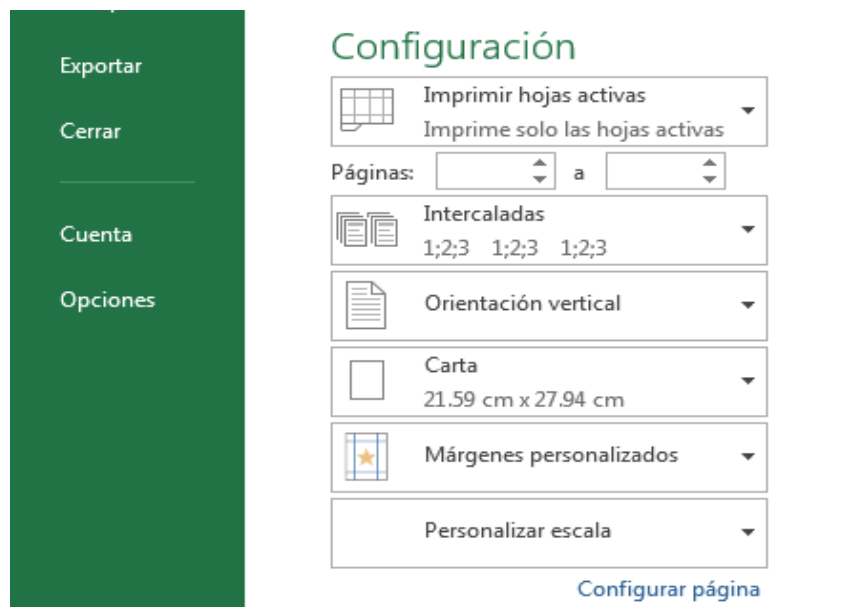 Exportar
Cerrar
Cuenta
Opciones
Configuración
Imprimir hojas activas
Imprime solo las hojas activas
Páginas: a
Intercaladas
1;2;3 1;2;3 1;2;3
Orientación vertical
Carta
21.59 cm x 27.94 cm
Márgenes personalizados
Personalizar escala
Configurar página